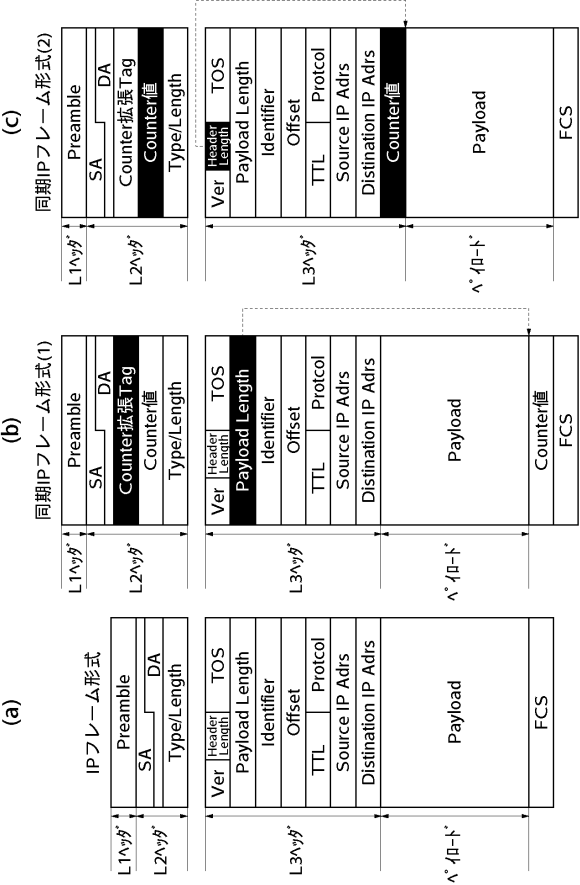 (a)
IPフレーム形式
L1ヘッダ
Preamble
L2ヘッダ
SA
DA
Type/Length
L3ヘッダ
Ver
Header
Length
TOS
Payload Length
Identifier
Offset
TTL
Protcol
Source IP Adrs
Distination IP Adrs
ペイロード
Payload
FCS
(b)
同期IPフレーム形式(1)
L1ヘッダ
Preamble
L2ヘッダ
SA
DA
Counter拡張Tag
Counter値
Type/Length
L3ヘッダ
Ver
Header
Length
TOS
Payload Length
Identifier
Offset
TTL
Protcol
Source IP Adrs
Distination IP Adrs
ペイロード
Payload
Counter値
FCS
(c)
同期IPフレーム形式(2)
L1ヘッダ
Preamble
L2ヘッダ
SA
DA
Counter拡張Tag
Counter値
Type/Length
L3ヘッダ
Ver
Header
Length
TOS
Payload Length
Identifier
Offset
TTL
Protcol
Source IP Adrs
Distination IP Adrs
Counter値
ペイロード
Payload
FCS